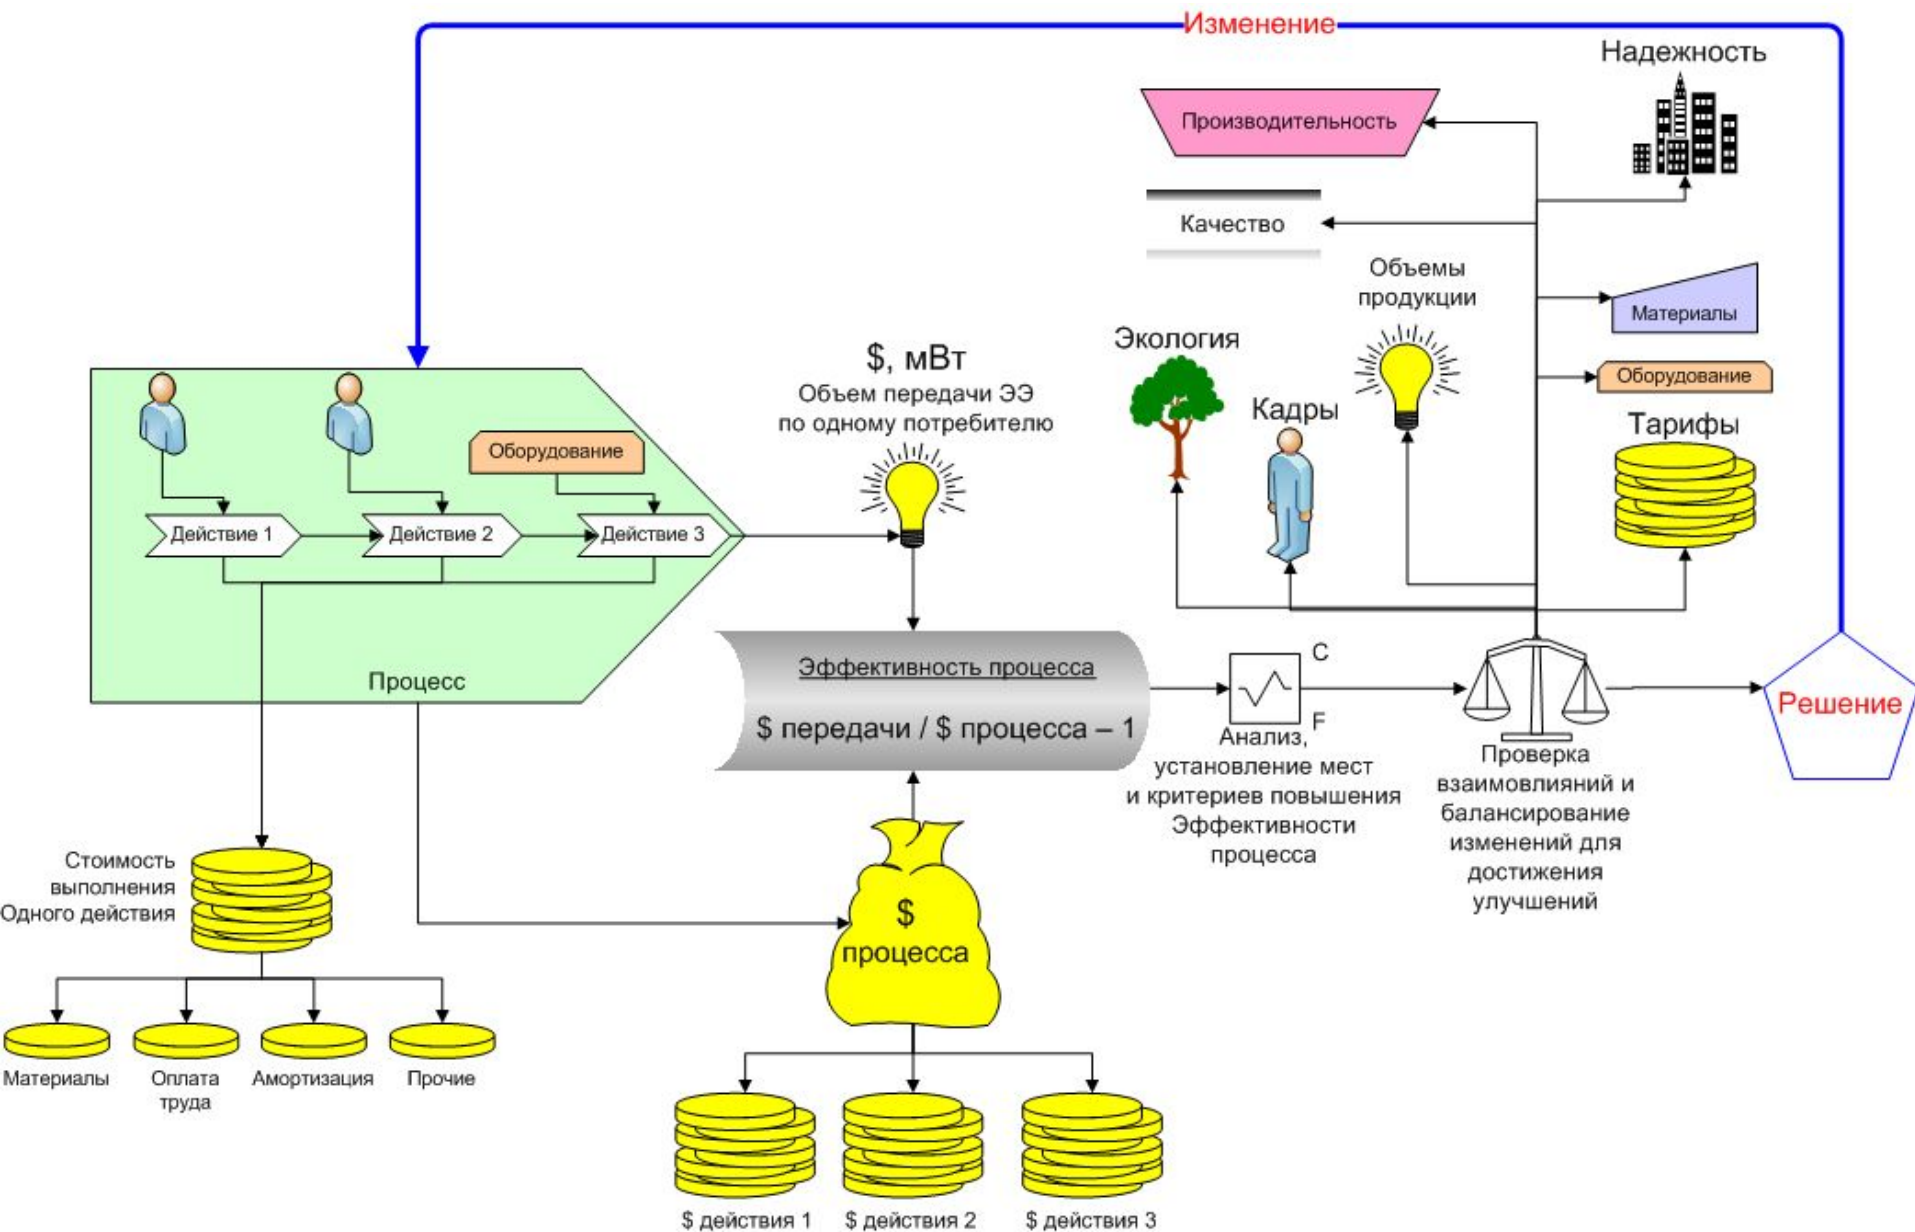 Изменение
Надежность
Производительность
Качество
Объемы
продукции
Материалы
Экология
$, мВт
Объем передачи ЭЭ
по одному потребителю
Оборудование
Кадры
Тарифы
Оборудование
Действие 1
Действие 2
Действие 3
Процесс
Эффективность процесса
$ передачи / $ процесса – 1
C
F
Анализ,
установление мест
и критериев повышения
Эффективности
процесса
Проверка
взаимовлияний и
балансирование
изменений для
достижения
улучшений
Решение
Стоимость
выполнения
Одного действия
$
процесса
Материалы
Оплата
труда
Амортизация
Прочие
$ действия 1
$ действия 2
$ действия 3